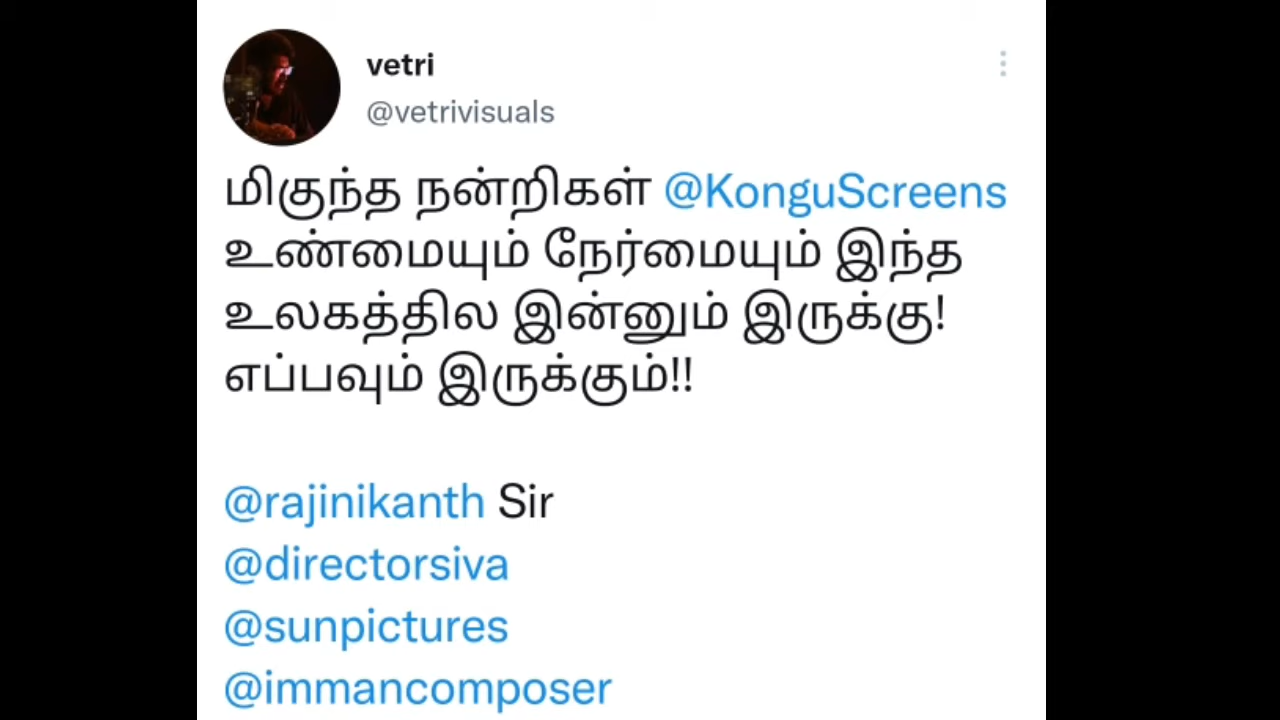 vetri
@vetrivisuals
மிகுந்த நன்றிகள் @KonguScreens
உண்மையும் நேர்மையும் இந்த
உலகத்தில இன்னும் இருக்கு!
எப்பவும் இருக்கும்!!
@rajinikanth Sir
@directorsiva
@sunpictures
@immancomposer